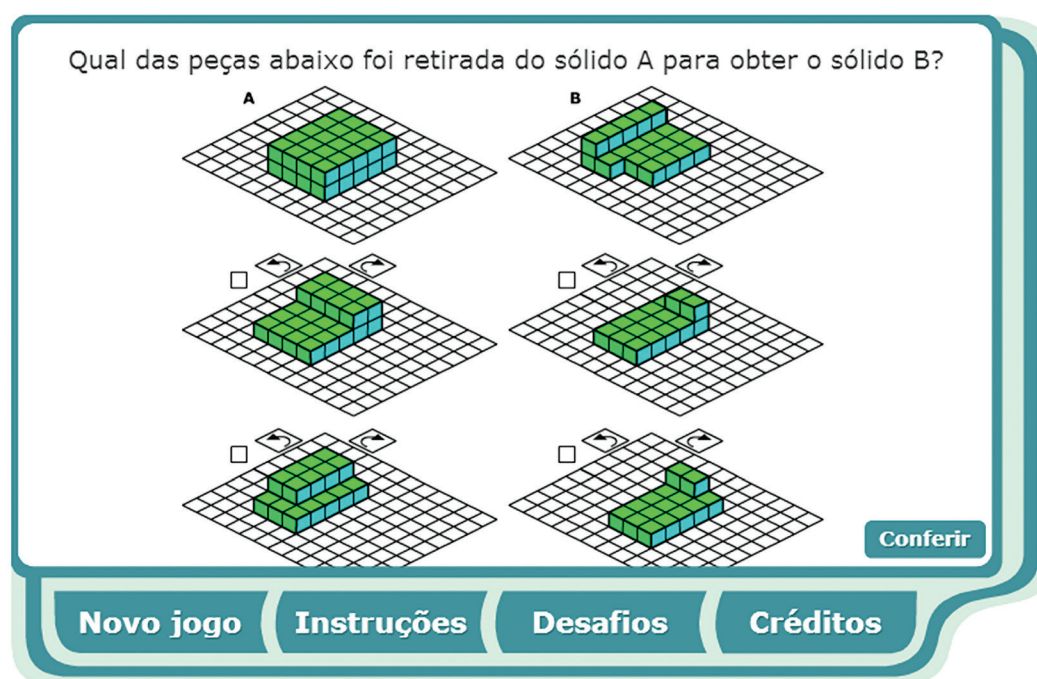 Qual das peças abaixo foi retirada do sólido A para obter o sólido B?
A
B
Conferir
Novo jogo
Instruções
Desafios
Créditos